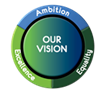 Ambition
OUR
VISION
Excellence
Equality